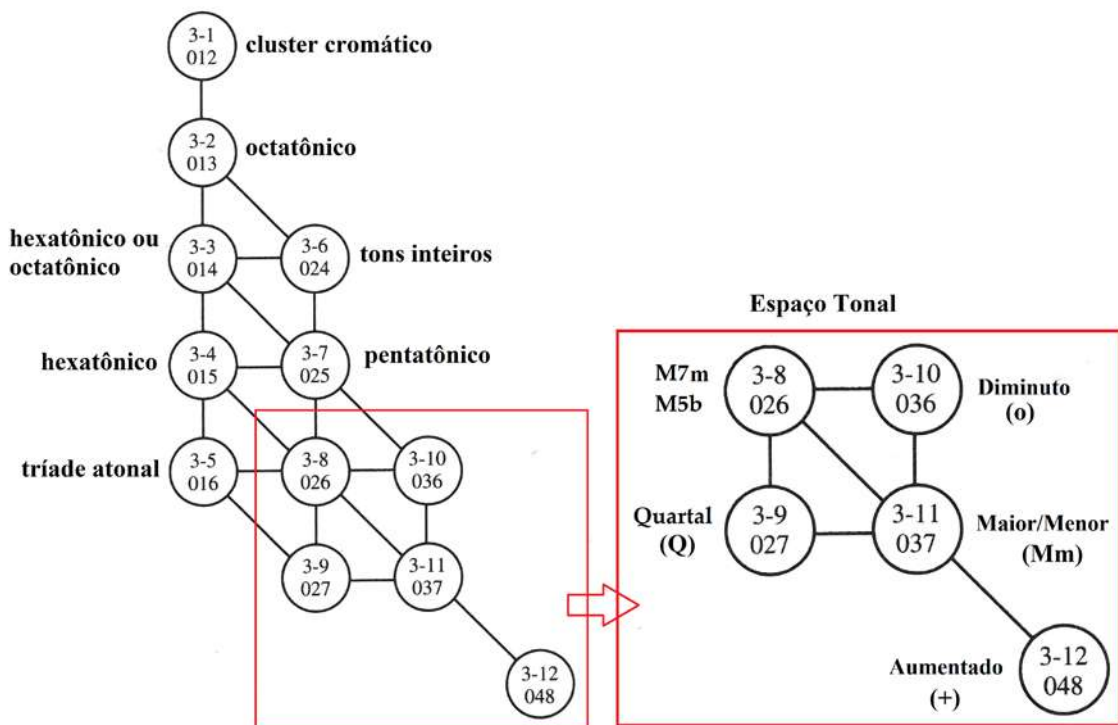 3-1
012
cluster cromático
3-2
013
octatônico
hexatônico ou
octatônico
3-3
014
3-6
024
tons inteiros
hexatônico
3-4
015
3-7
025
pentatônico
tríade atonal
3-5
016
3-8
026
3-10
036
3-9
027
3-11
037
3-12
048
Espaço Tonal
M7m
M5b
3-8
026
3-10
036
Diminuto
(o)
Quartal
(Q)
3-9
027
3-11
037
Maior/Menor
(Mm)
Aumentado
(+)
3-12
048